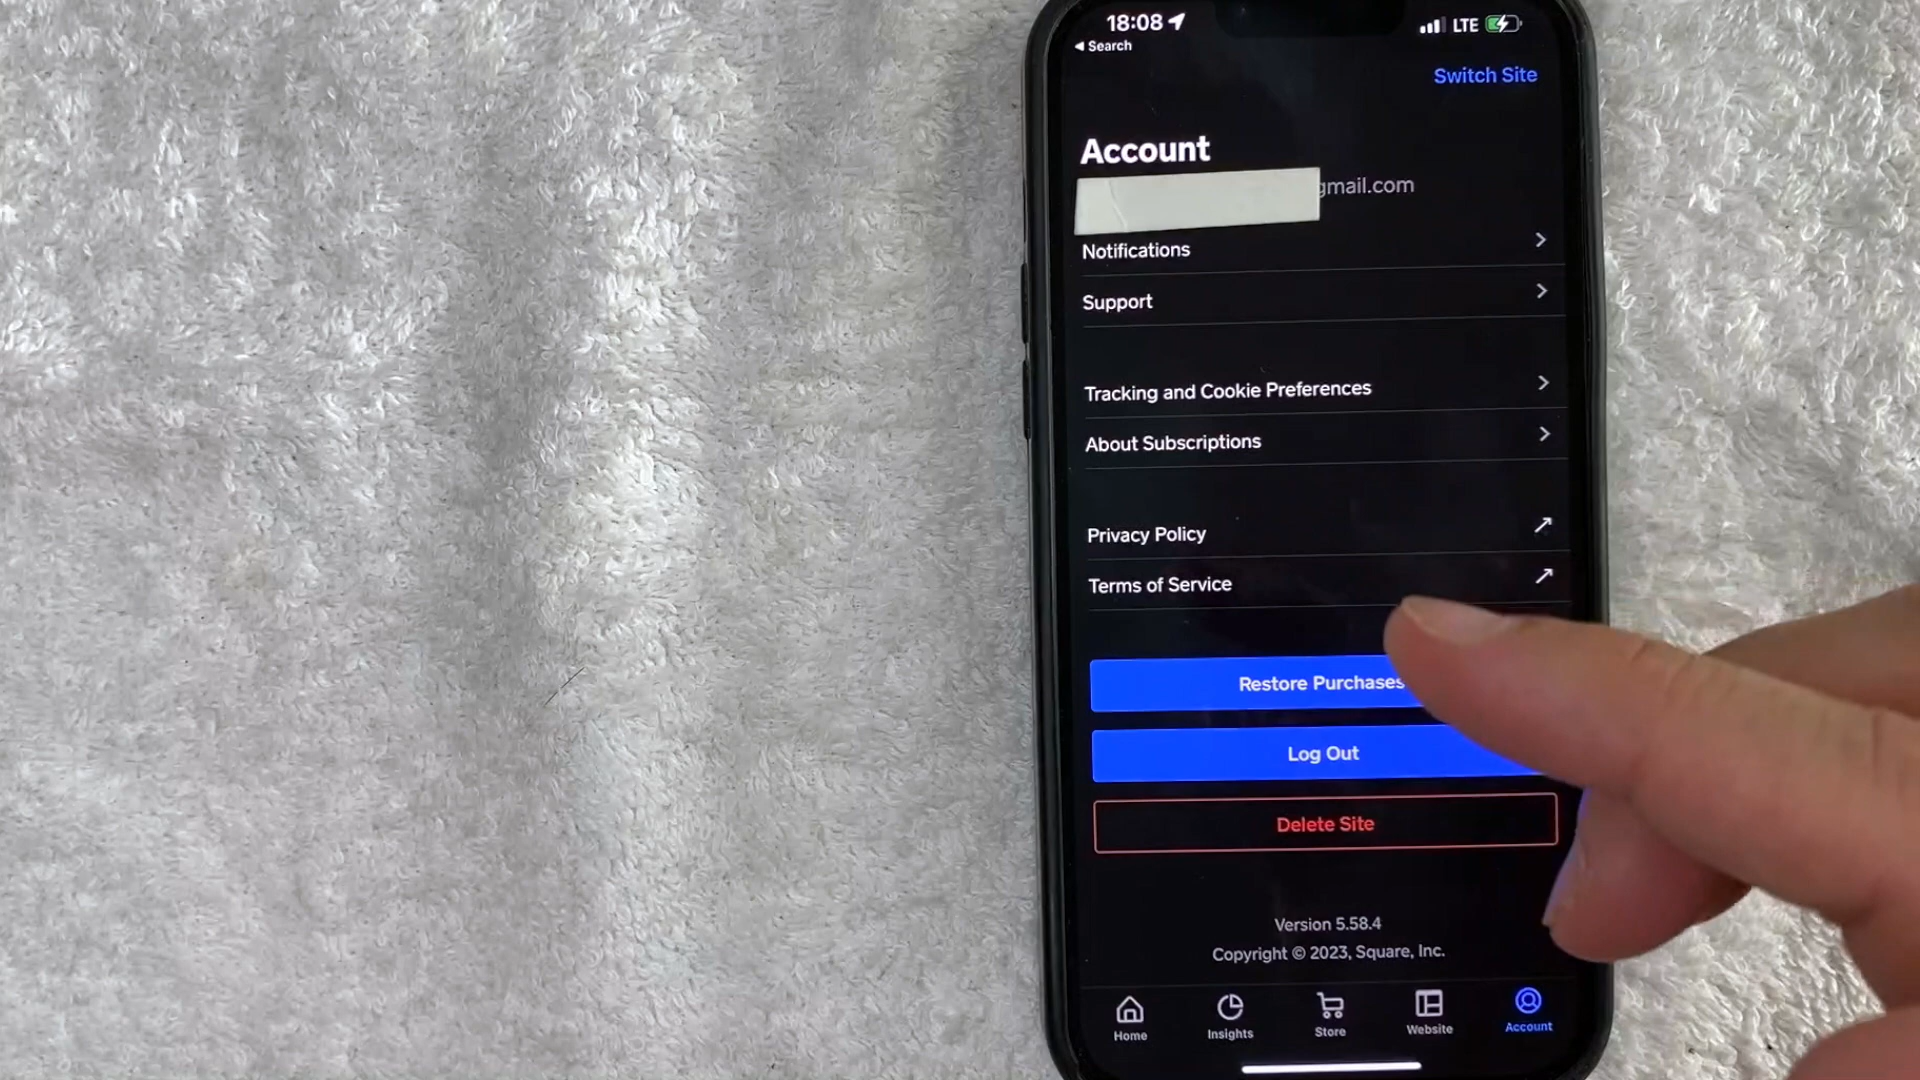 18:08 LTE
Search
Switch Site
Account
gmail.com
Notifications
Support
Tracking and Cookie Preferences
About Subscriptions
Privacy Policy
Terms of Service
Restore Purchases
Log Out
Delete Site
Version 5.58.4
Copyright © 2023, Square, Inc.
Home Insights Store Website Account